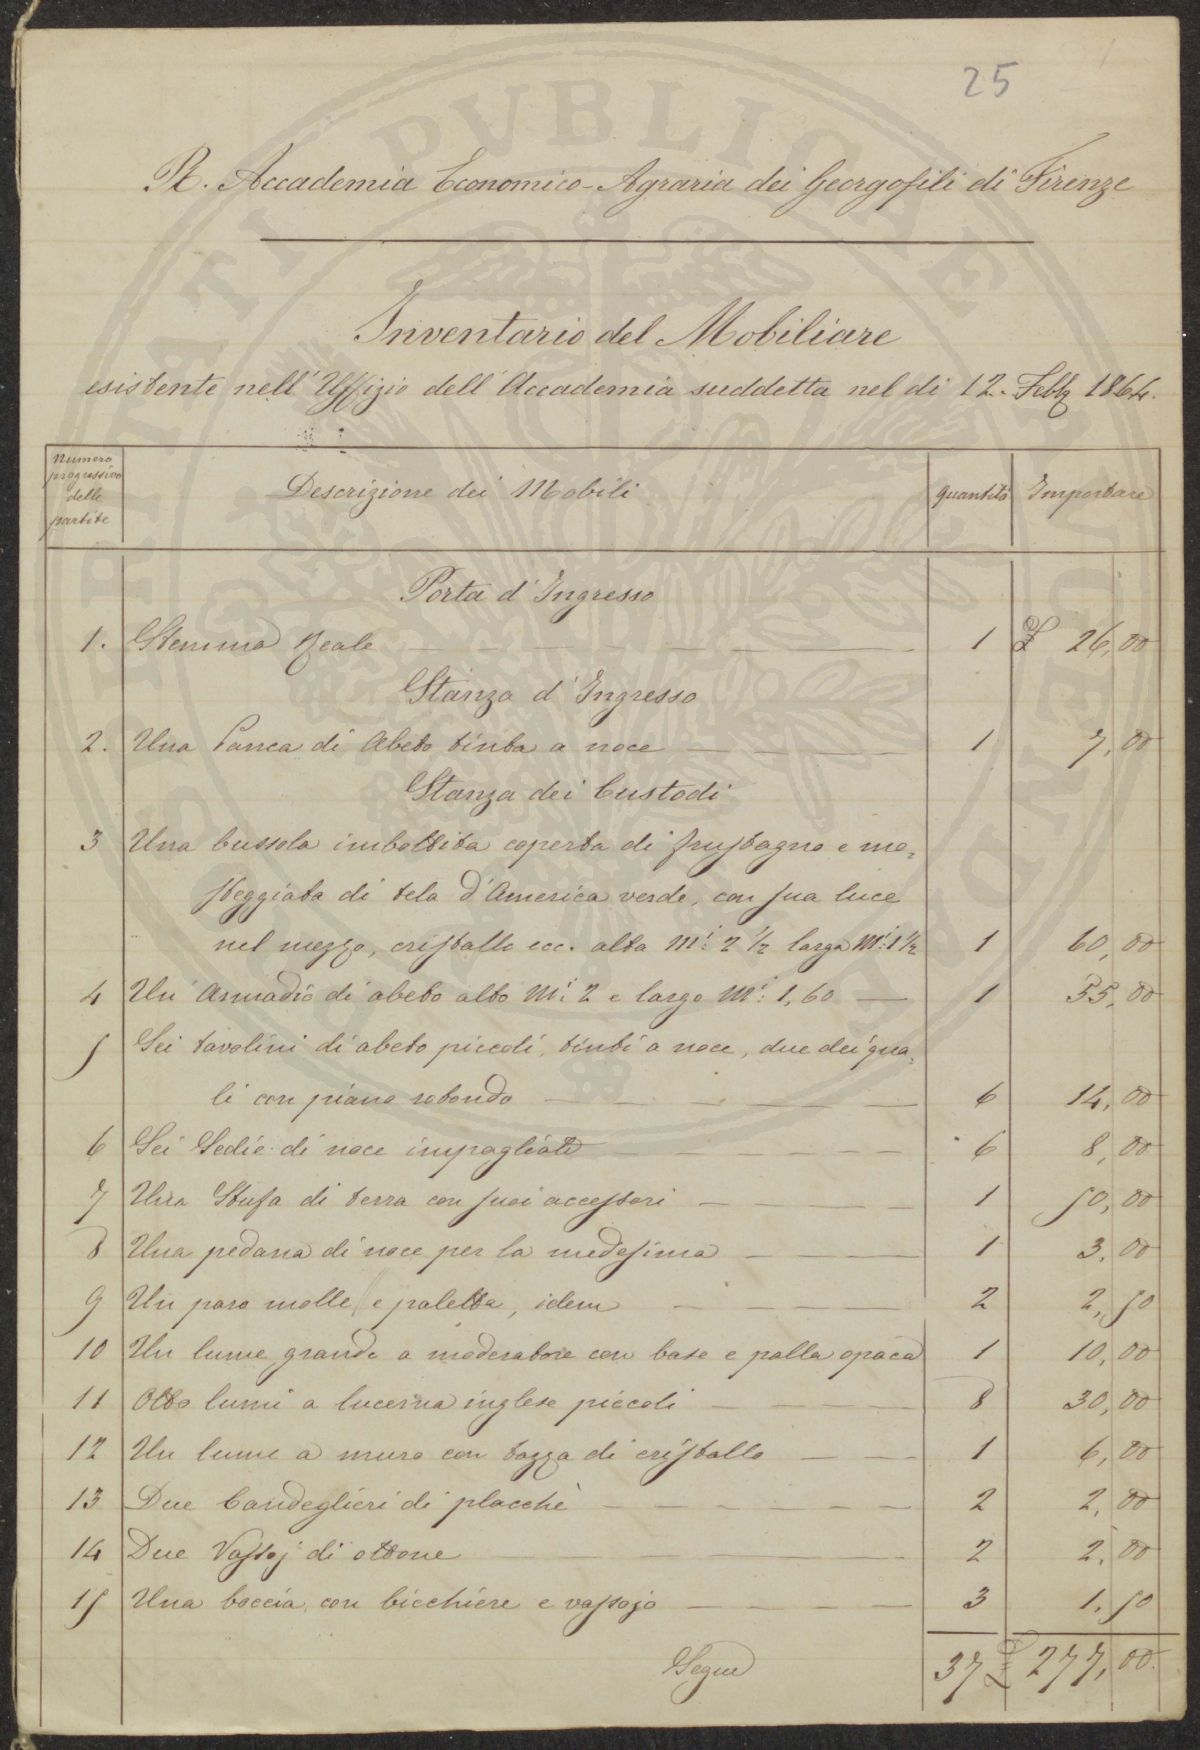 25
R. Accademia Economico-Agraria dei Georgofili di Firenze
Inventario del Mobiliare
esistente nell'Uffizio dell'Accademia suddetta nel di 12. Febb 1864.
Numero progressivo delle partite Descrizione dei Mobili quantità Importare
Porta d'Ingresso
1. Stemma Reale 1 £ 26,00
Stanza d'Ingresso
2. Una Panca di Abeto tinta a noce 1 7,00
Stanza dei Custodi
3 Una bussola imbottita coperta di frustagno e ma=
steggiata di tela d'America verde, con sua luce
nel mezzo, cristallo ecc. alta Mi: 2 1/2 larga Mi: 1 1/2 1 60,00
4 Un Armadio di abeto alto Mi: 2 e largo Mi: 1,60 1 55,00
5 Sei tavolini di abeto piccoli, tinti a noce, due dei qua=
li con piano rotondo 6 14,00
6 Sei Sedie di noce impagliate 6 8,00
7 Una Stufa di terra con suoi accessori 1 50,00
8 Una pedana di noce per la medesima 1 3,00
9 Un paro molle e paletta, idem 2 2,50
10 Un lume grande a moderatore con base e palla opaca 1 10,00
11 Otto lumi a lucerna inglese piccoli 8 30,00
12 Un lume a muro con tazza di cristallo 1 6,00
13 Due Candeglieri di placchè 2 2,00
14 Due Vassoj di ottone 2 2,00
15 Una boccia con bicchiere e vassojo 3 1,50
Segue 37 £ 277,00.